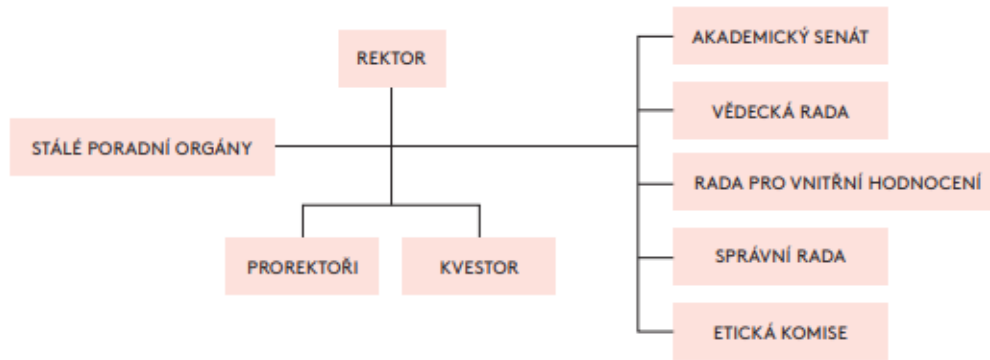 REKTOR
STÁLÉ PORADNÍ ORGÁNY
PROREKTOŘI
KVESTOR
AKADEMICKÝ SENÁT
VĚDECKÁ RADA
RADA PRO VNITŘNÍ HODNOCENÍ
SPRÁVNÍ RADA
ETICKÁ KOMISE